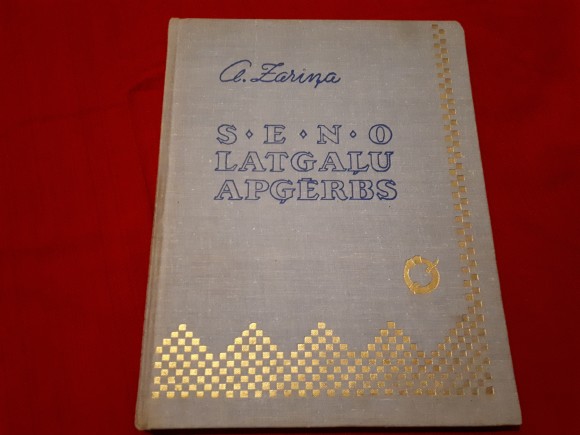 A. Zariņa
S·E·N·O
LATGAĻU
APĢĒRBS